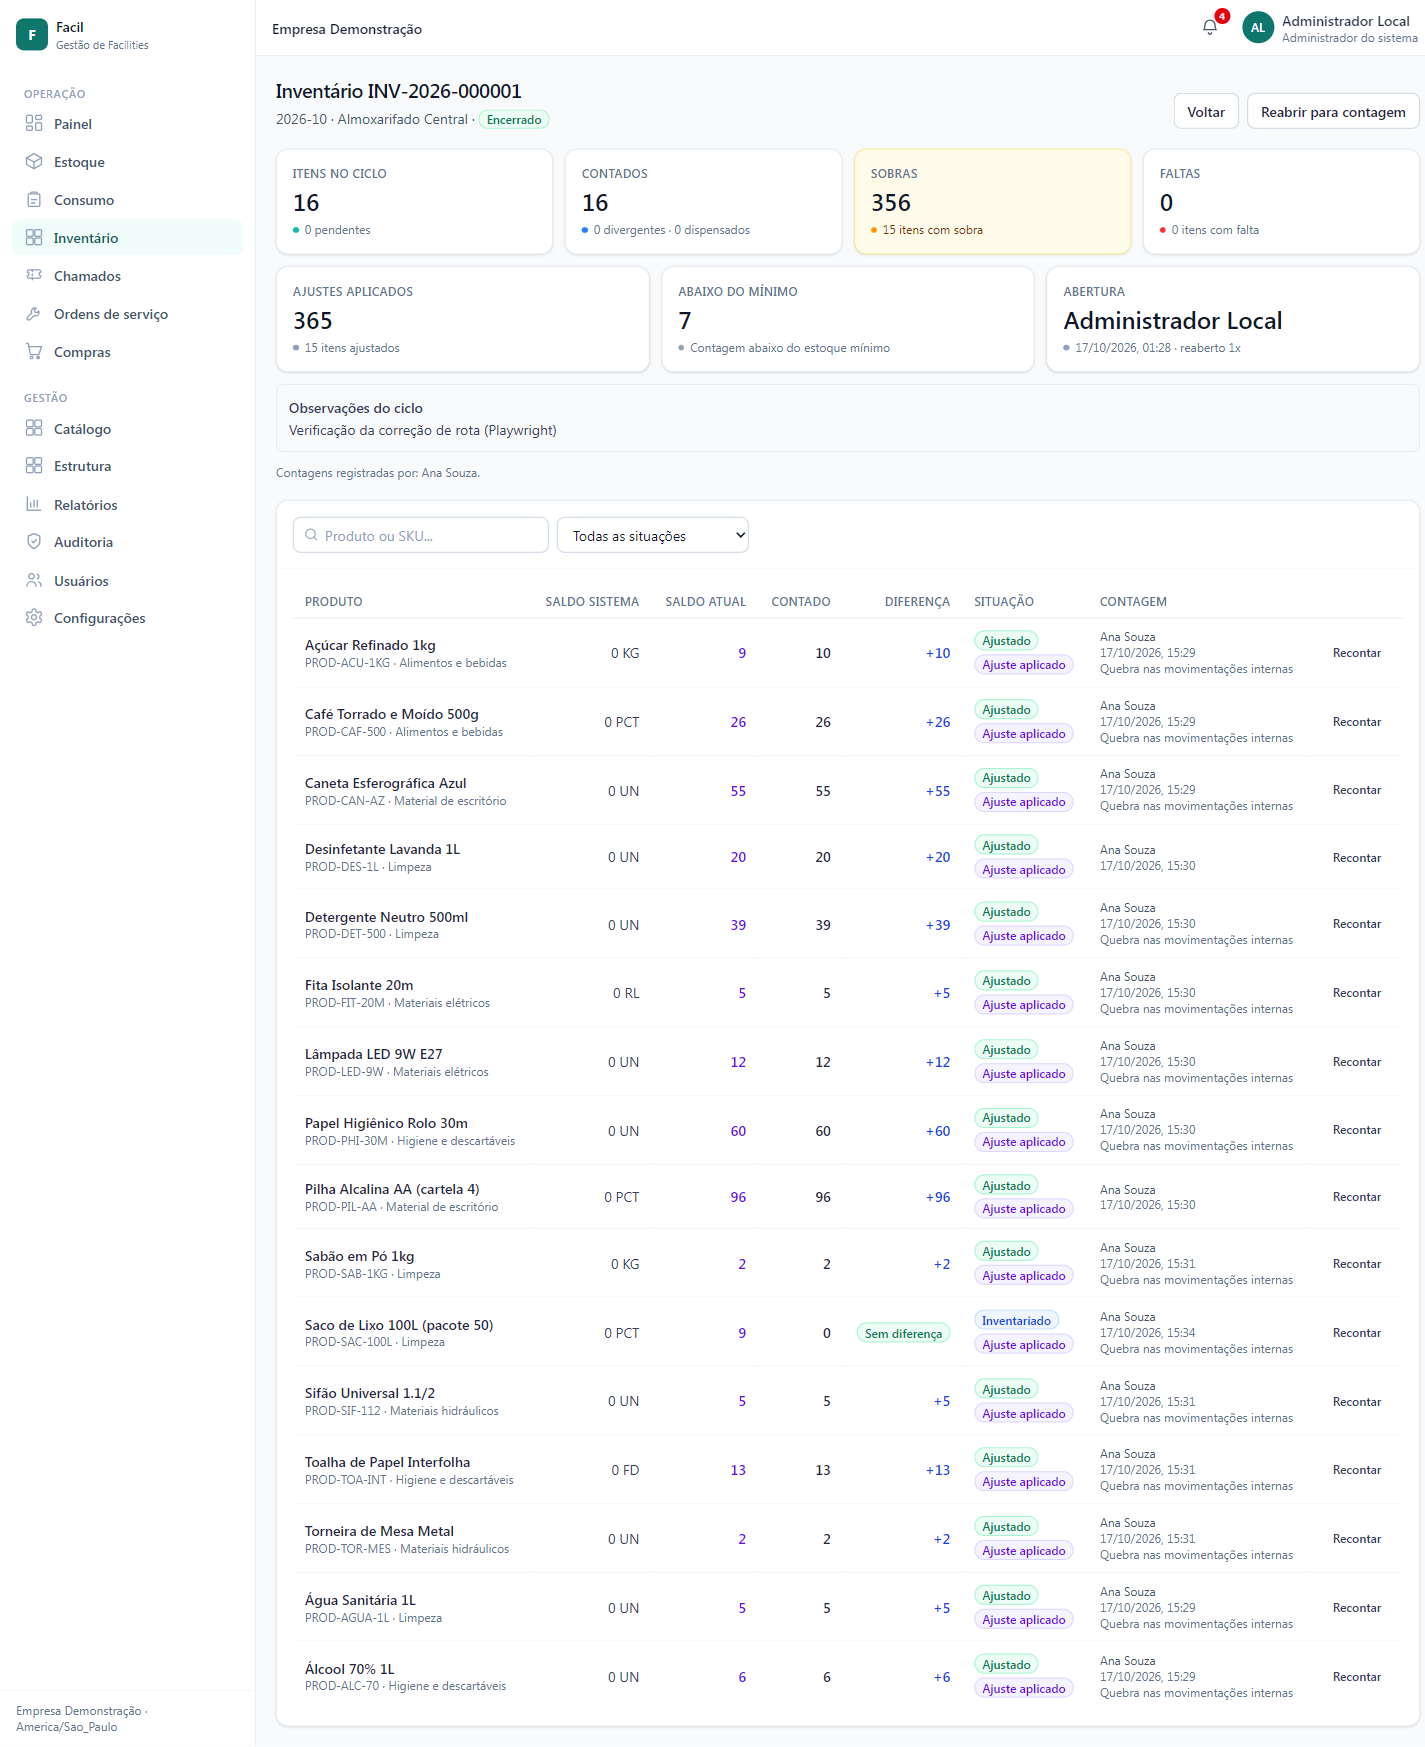 F
Facil
Gestão de Facilities
OPERAÇÃO
Painel
Estoque
Consumo
Inventário
Chamados
Ordens de serviço
Compras
GESTÃO
Catálogo
Estrutura
Relatórios
Auditoria
Usuários
Configurações
Empresa Demonstração ·
America/Sao_Paulo
Empresa Demonstração
4
AL
Administrador Local
Administrador do sistema
Inventário INV-2026-000001
2026-10 · Almoxarifado Central · Encerrado
Voltar
Reabrir para contagem
ITENS NO CICLO
16
0 pendentes
CONTADOS
16
0 divergentes · 0 dispensados
SOBRAS
356
15 itens com sobra
FALTAS
0
0 itens com falta
AJUSTES APLICADOS
365
15 itens ajustados
ABAIXO DO MÍNIMO
7
Contagem abaixo do estoque mínimo
ABERTURA
Administrador Local
17/10/2026, 01:28 · reaberto 1x
Observações do ciclo
Verificação da correção de rota (Playwright)
Contagens registradas por: Ana Souza.
Produto ou SKU...
Todas as situações
PRODUTO SALDO SISTEMA SALDO ATUAL CONTADO DIFERENÇA SITUAÇÃO CONTAGEM
Açúcar Refinado 1kg
PROD-ACU-1KG · Alimentos e bebidas
0 KG 9 10 +10
Ajustado
Ajuste aplicado
Ana Souza
17/10/2026, 15:29
Quebra nas movimentações internas
Recontar
Café Torrado e Moído 500g
PROD-CAF-500 · Alimentos e bebidas
0 PCT 26 26 +26
Ajustado
Ajuste aplicado
Ana Souza
17/10/2026, 15:29
Quebra nas movimentações internas
Recontar
Caneta Esferográfica Azul
PROD-CAN-AZ · Material de escritório
0 UN 55 55 +55
Ajustado
Ajuste aplicado
Ana Souza
17/10/2026, 15:29
Quebra nas movimentações internas
Recontar
Desinfetante Lavanda 1L
PROD-DES-1L · Limpeza
0 UN 20 20 +20
Ajustado
Ajuste aplicado
Ana Souza
17/10/2026, 15:30
Recontar
Detergente Neutro 500ml
PROD-DET-500 · Limpeza
0 UN 39 39 +39
Ajustado
Ajuste aplicado
Ana Souza
17/10/2026, 15:30
Quebra nas movimentações internas
Recontar
Fita Isolante 20m
PROD-FIT-20M · Materiais elétricos
0 RL 5 5 +5
Ajustado
Ajuste aplicado
Ana Souza
17/10/2026, 15:30
Quebra nas movimentações internas
Recontar
Lâmpada LED 9W E27
PROD-LED-9W · Materiais elétricos
0 UN 12 12 +12
Ajustado
Ajuste aplicado
Ana Souza
17/10/2026, 15:30
Quebra nas movimentações internas
Recontar
Papel Higiênico Rolo 30m
PROD-PHI-30M · Higiene e descartáveis
0 UN 60 60 +60
Ajustado
Ajuste aplicado
Ana Souza
17/10/2026, 15:30
Quebra nas movimentações internas
Recontar
Pilha Alcalina AA (cartela 4)
PROD-PIL-AA · Material de escritório
0 PCT 96 96 +96
Ajustado
Ajuste aplicado
Ana Souza
17/10/2026, 15:30
Recontar
Sabão em Pó 1kg
PROD-SAB-1KG · Limpeza
0 KG 2 2 +2
Ajustado
Ajuste aplicado
Ana Souza
17/10/2026, 15:31
Quebra nas movimentações internas
Recontar
Saco de Lixo 100L (pacote 50)
PROD-SAC-100L · Limpeza
0 PCT 9 0 Sem diferença
Inventariado
Ajuste aplicado
Ana Souza
17/10/2026, 15:34
Quebra nas movimentações internas
Recontar
Sifão Universal 1.1/2
PROD-SIF-112 · Materiais hidráulicos
0 UN 5 5 +5
Ajustado
Ajuste aplicado
Ana Souza
17/10/2026, 15:31
Quebra nas movimentações internas
Recontar
Toalha de Papel Interfolha
PROD-TOA-INT · Higiene e descartáveis
0 FD 13 13 +13
Ajustado
Ajuste aplicado
Ana Souza
17/10/2026, 15:31
Quebra nas movimentações internas
Recontar
Torneira de Mesa Metal
PROD-TOR-MES · Materiais hidráulicos
0 UN 2 2 +2
Ajustado
Ajuste aplicado
Ana Souza
17/10/2026, 15:31
Quebra nas movimentações internas
Recontar
Água Sanitária 1L
PROD-AGUA-1L · Limpeza
0 UN 5 5 +5
Ajustado
Ajuste aplicado
Ana Souza
17/10/2026, 15:29
Quebra nas movimentações internas
Recontar
Álcool 70% 1L
PROD-ALC-70 · Higiene e descartáveis
0 UN 6 6 +6
Ajustado
Ajuste aplicado
Ana Souza
17/10/2026, 15:29
Quebra nas movimentações internas
Recontar